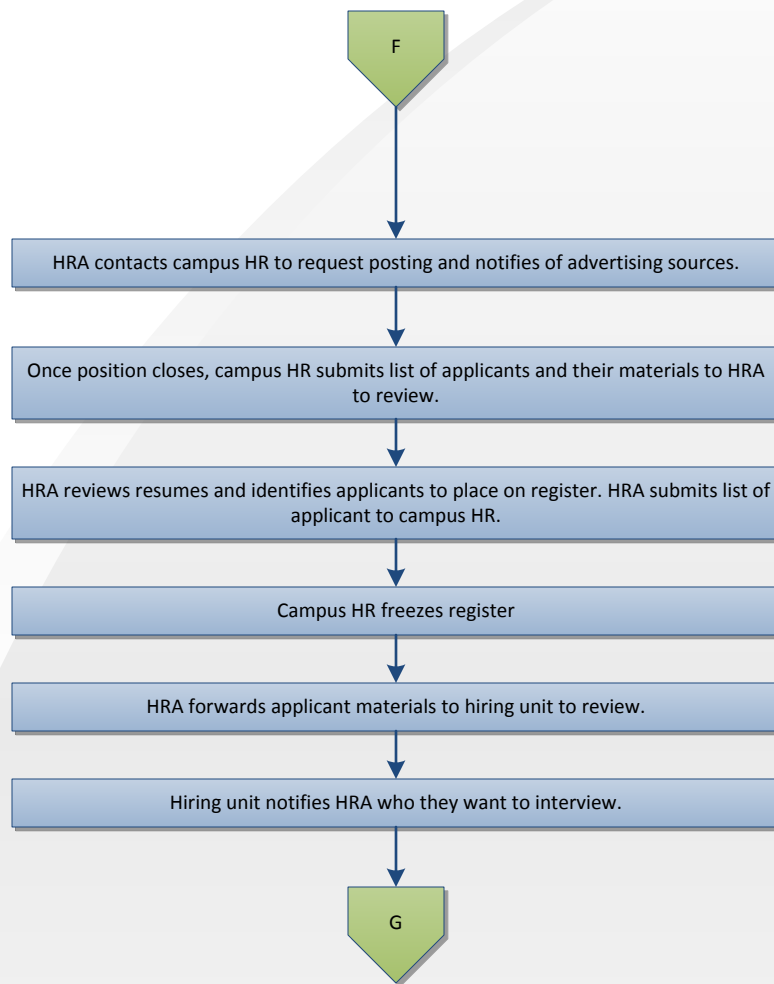 F
HRA contacts campus HR to request posting and notifies of advertising sources.
Once position closes, campus HR submits list of applicants and their materials to HRA
to review.
HRA reviews resumes and identifies applicants to place on register. HRA submits list of
applicant to campus HR.
Campus HR freezes register
HRA forwards applicant materials to hiring unit to review.
Hiring unit notifies HRA who they want to interview.
G